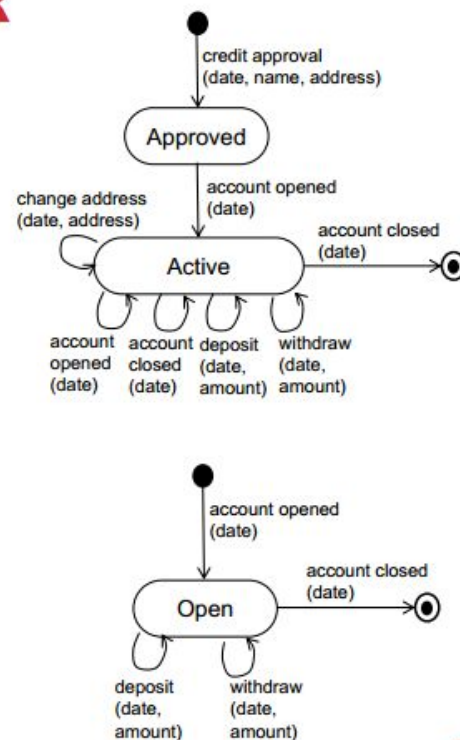 credit approval
(date, name, address)
Approved
account opened
(date)
change address
(date, address)
account closed
(date)
Active
account
opened
(date)
account
closed
(date)
deposit
(date,
amount)
withdraw
(date,
amount)
account opened
(date)
account closed
(date)
Open
deposit
(date,
amount)
withdraw
(date,
amount)